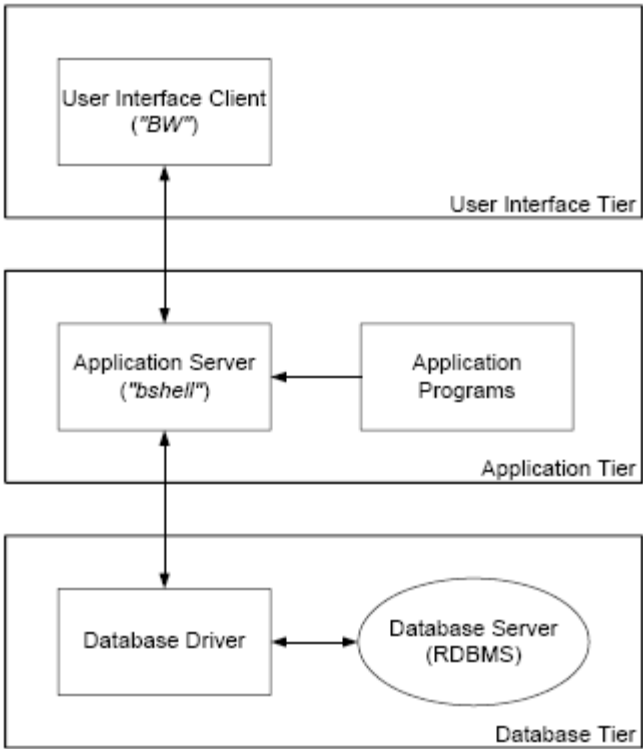 User Interface Client
("BW")
User Interface Tier
Application Server
("bshell")
Application
Programs
Application Tier
Database Driver
Database Server
(RDBMS)
Database Tier